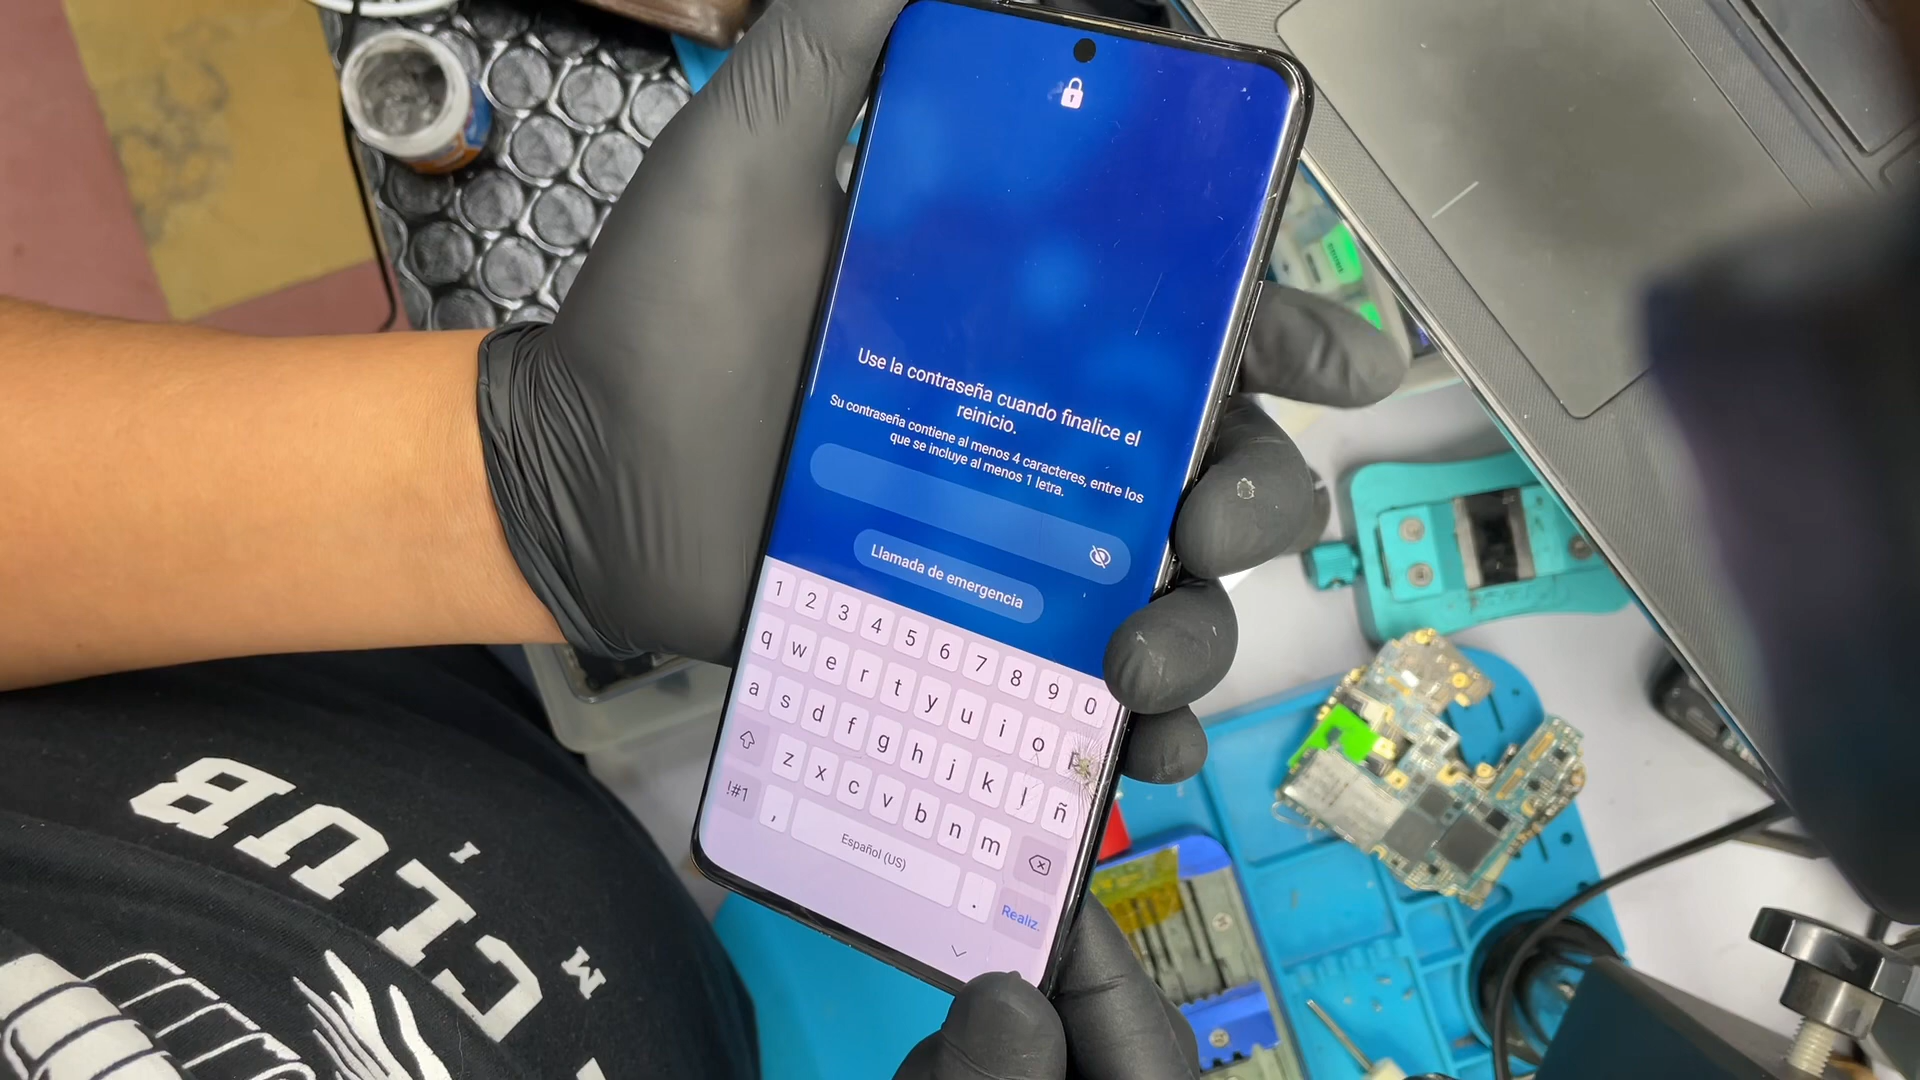 Use la contraseña cuando finalice el
reinicio.
Su contraseña contiene al menos 4 caracteres, entre los
que se incluye al menos 1 letra.
Llamada de emergencia
1 2 3 4 5 6 7 8 9 0
q w e r t y u i o p
a s d f g h j k l ñ
z x c v b n m
!#1 , Español (US) . Realiz.
CLUB
I
M